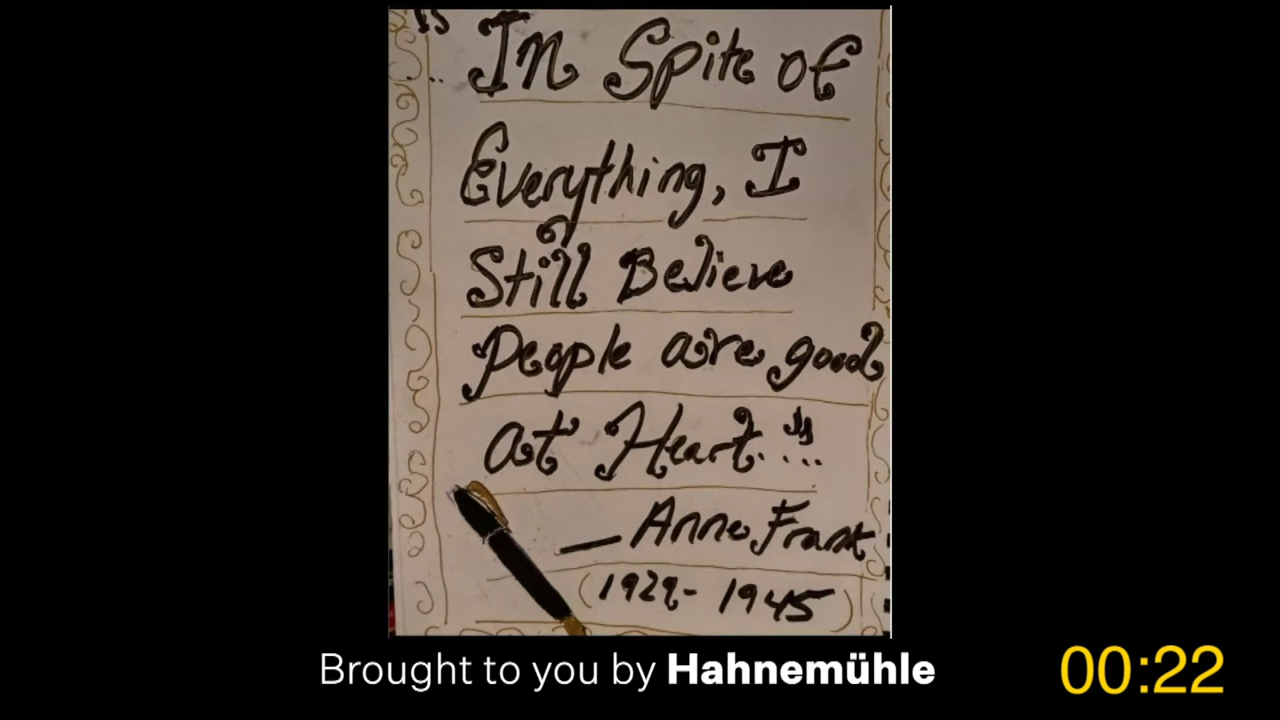 "In Spite of
Everything, I
Still Believe
People are good
at Heart...."
— Anne Frank
(1929- 1945)
Brought to you by Hahnemühle
00:22